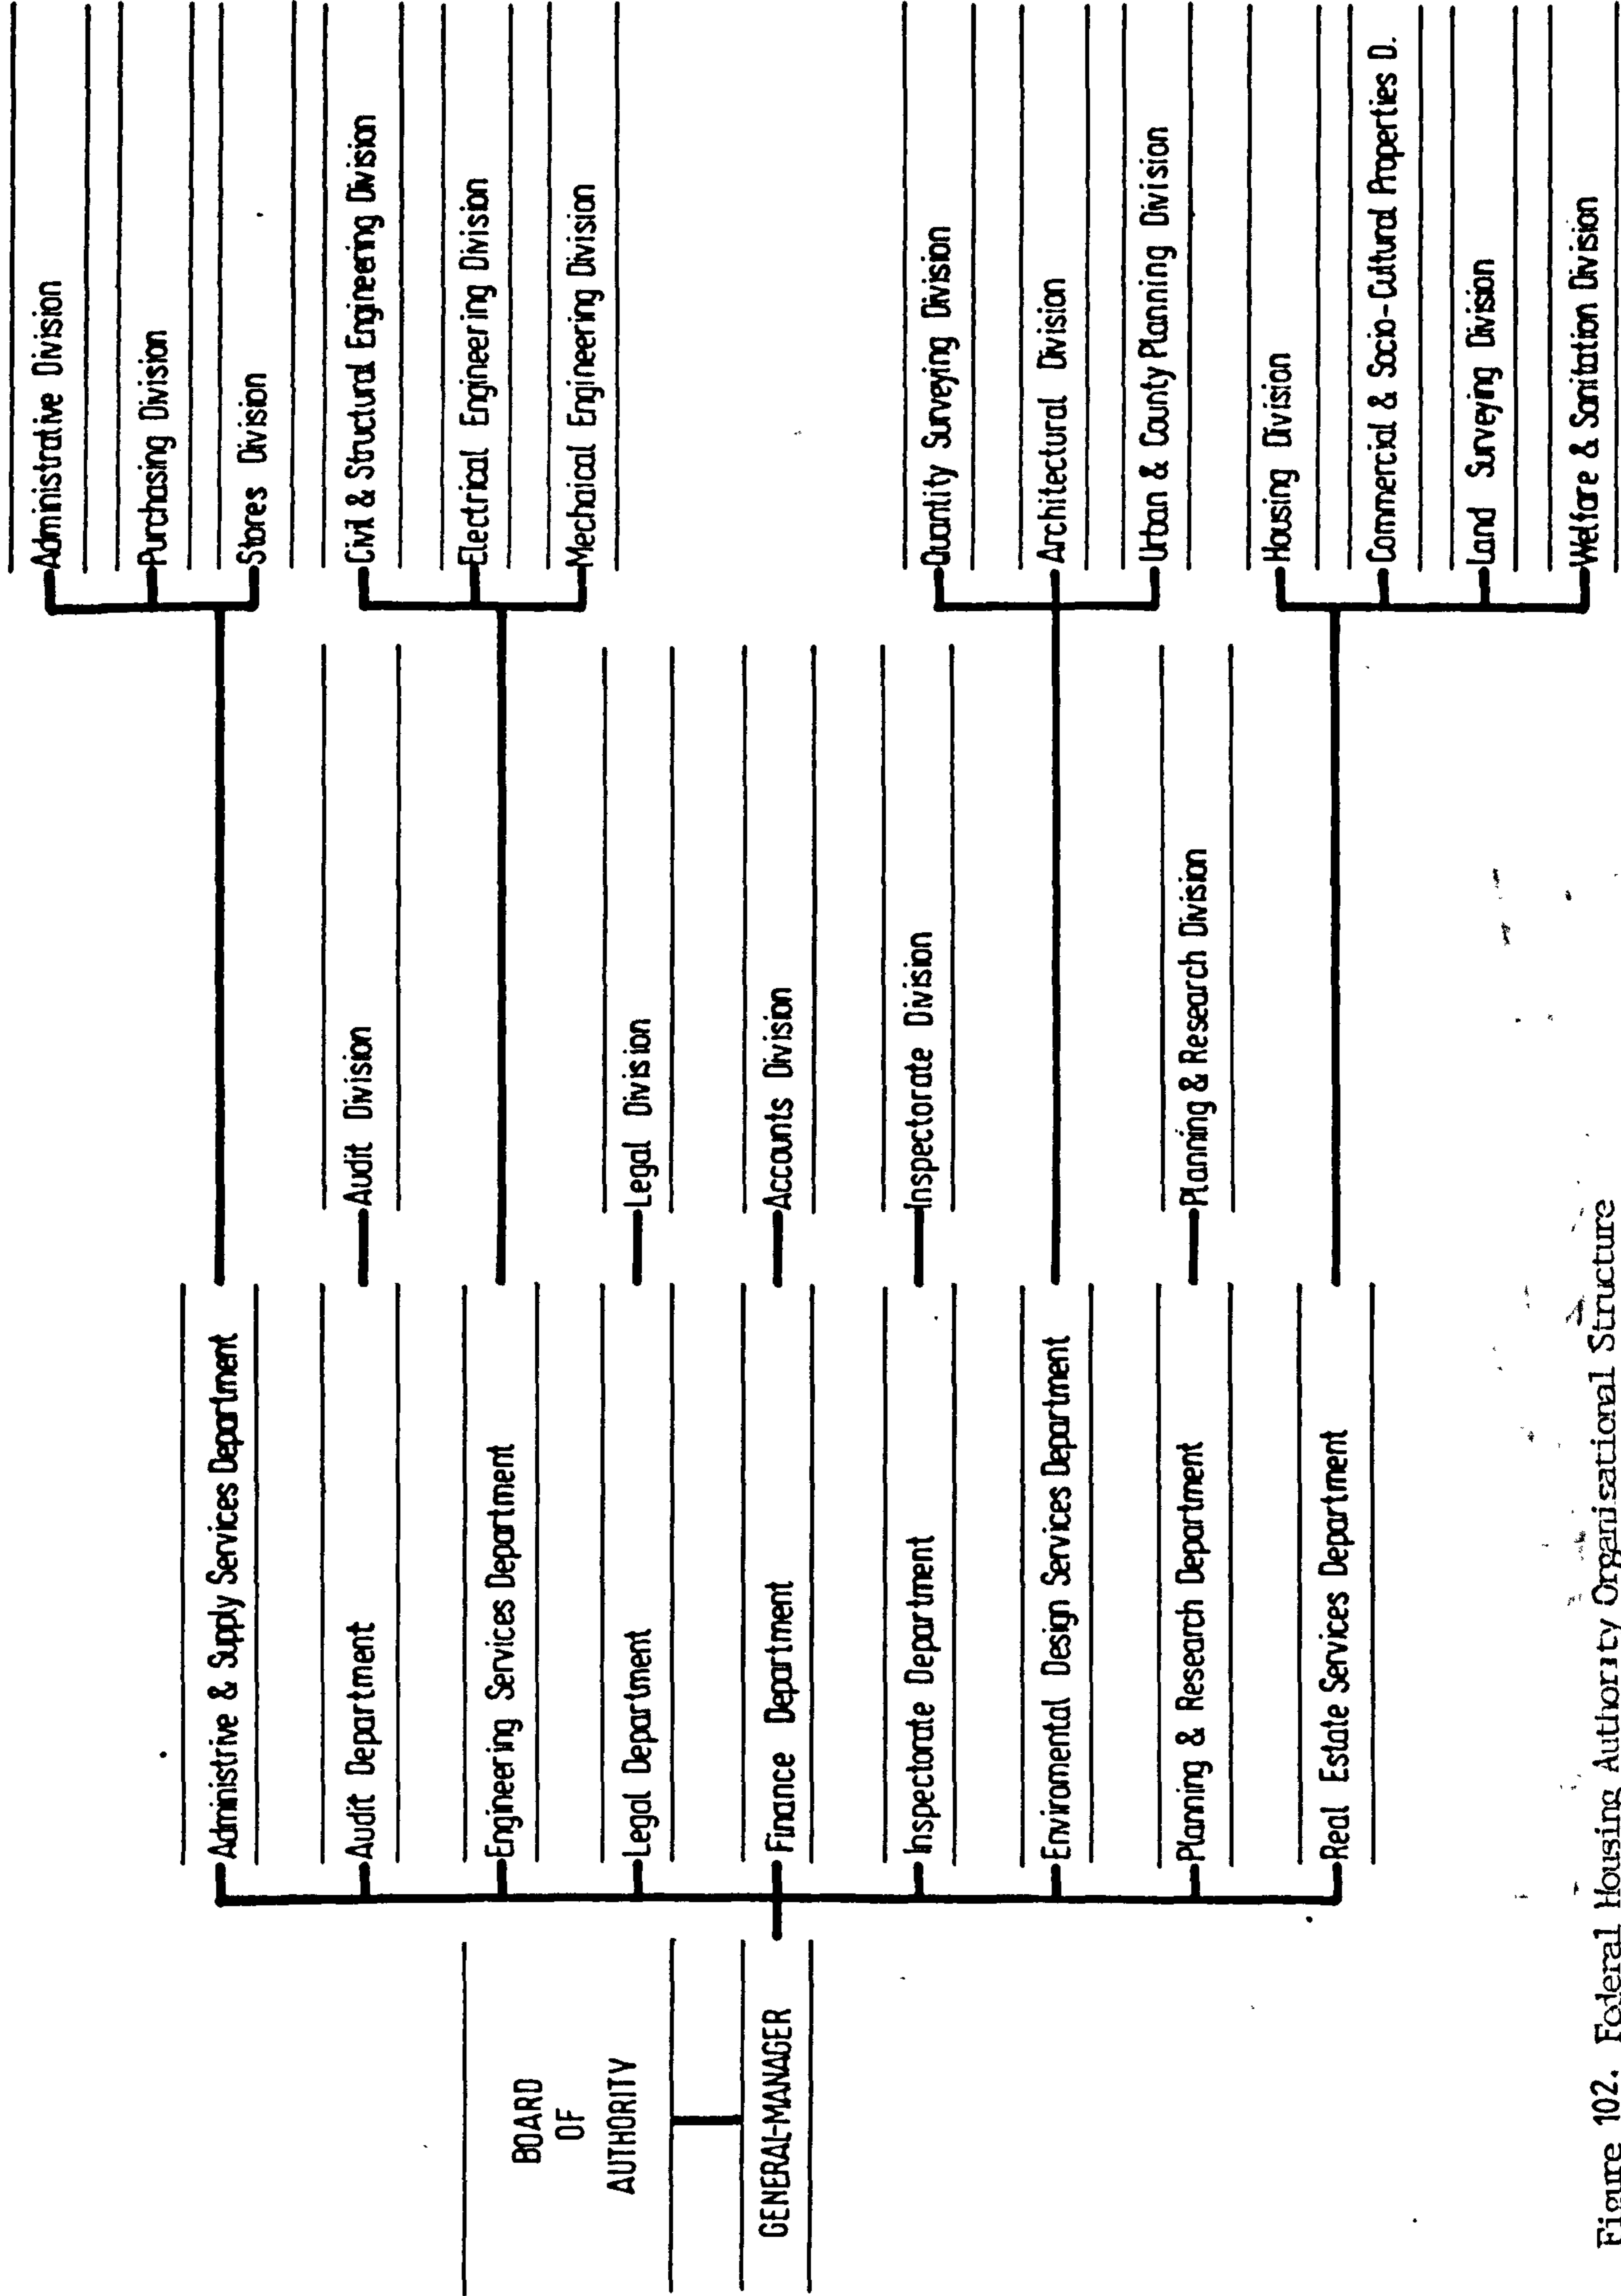 BOARD
OF
AUTHORITY
GENERAL-MANAGER
Administrive & Supply Services Department
Audit Department
Engineering Services Department
Legal Department
Finance Department
Inspectorate Department
Enviromental Design Services Department
Planning & Research Department
Real Estate Services Department
Audit Division
Legal Division
Accounts Division
Inspectorate Division
Planning & Research Division
Administrative Division
Purchasing Division
Stores Division
Civil & Structural Engineering Division
Electrical Engineering Division
Mechaical Engineering Division
Quantity Surveying Division
Architectural Division
Urban & County Planning Division
Housing Division
Commercial & Socio-Cultural Properties D.
Land Surveying Division
Welfare & Sanitation Division
Figure 102. Federal Housing Authority Organisational Structure